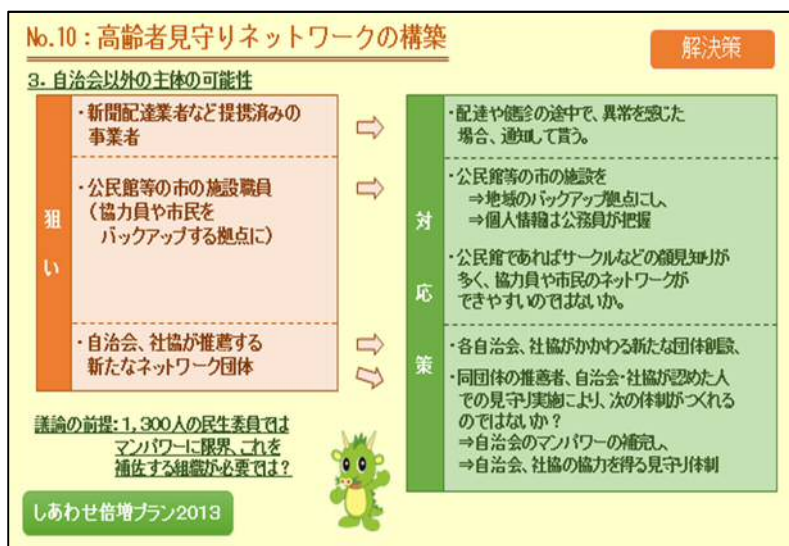 No.10：高齢者見守りネットワークの構築
解決策
3．自治会以外の主体の可能性
狙い
・新聞配達業者など提携済みの
事業者
・公民館等の市の施設職員
（協力員や市民を
バックアップする拠点に）
・自治会、社協が推薦する
新たなネットワーク団体
対応策
・配達や健診の途中で、異常を感じた
場合、通知して貰う。
・公民館等の市の施設を
⇒地域のバックアップ拠点にし、
⇒個人情報は公務員が把握
・公民館であればサークルなどの顔見知りが
多く、協力員や市民のネットワークが
できやすいのではないか。
・各自治会、社協がかかわる新たな団体創設、
・同団体の推薦者、自治会・社協が認めた人
での見守り実施により、次の体制がつくれる
のではないか？
⇒自治会のマンパワーの補完し、
⇒自治会、社協の協力を得る見守り体制
議論の前提：1,300人の民生委員では
マンパワーに限界、これを
補佐する組織が必要では？
しあわせ倍増プラン2013